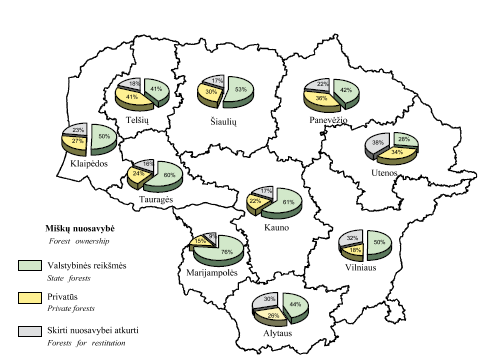 17%
18%
41%
53%
22%
42%
41%
30%
36%
Telšių
Šiaulių
Panevėžio
23%
50%
27%
38%
28%
34%
Klaipėdos
16%
60%
24%
Utenos
Tauragės
17%
61%
22%
Kauno
Miškų nuosavybė
Forest ownership
9%
15%
76%
32%
50%
18%
Marijampolės
Vilniaus
Valstybinės reikšmės
State forests
Privatūs
Private forests
30%
44%
26%
Skirti nuosavybei atkurti
Forests for restitution
Alytaus